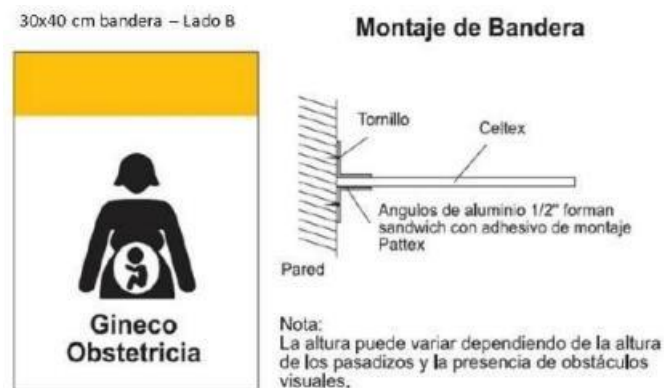 30x40 cm bandera – Lado B
Gineco
Obstetricia
Montaje de Bandera
Tornillo
Celtex
Angulos de aluminio 1/2" forman
sandwich con adhesivo de montaje
Pattex
Pared
Nota:
La altura puede variar dependiendo de la altura
de los pasadizos y la presencia de obstáculos
visuales.